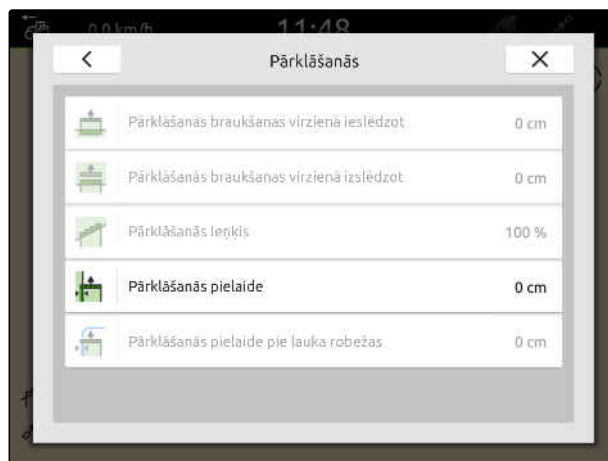 0.0 km/h
11:48
Pārklāšanās
Pārklāšanās braukšanas virzienā ieslēdzot
0 cm
Pārklāšanās braukšanas virzienā izslēdzot
0 cm
Pārklāšanās leņķis
100 %
Pārklāšanās pielaide
0 cm
Pārklāšanās pielaide pie lauka robežas
0 cm